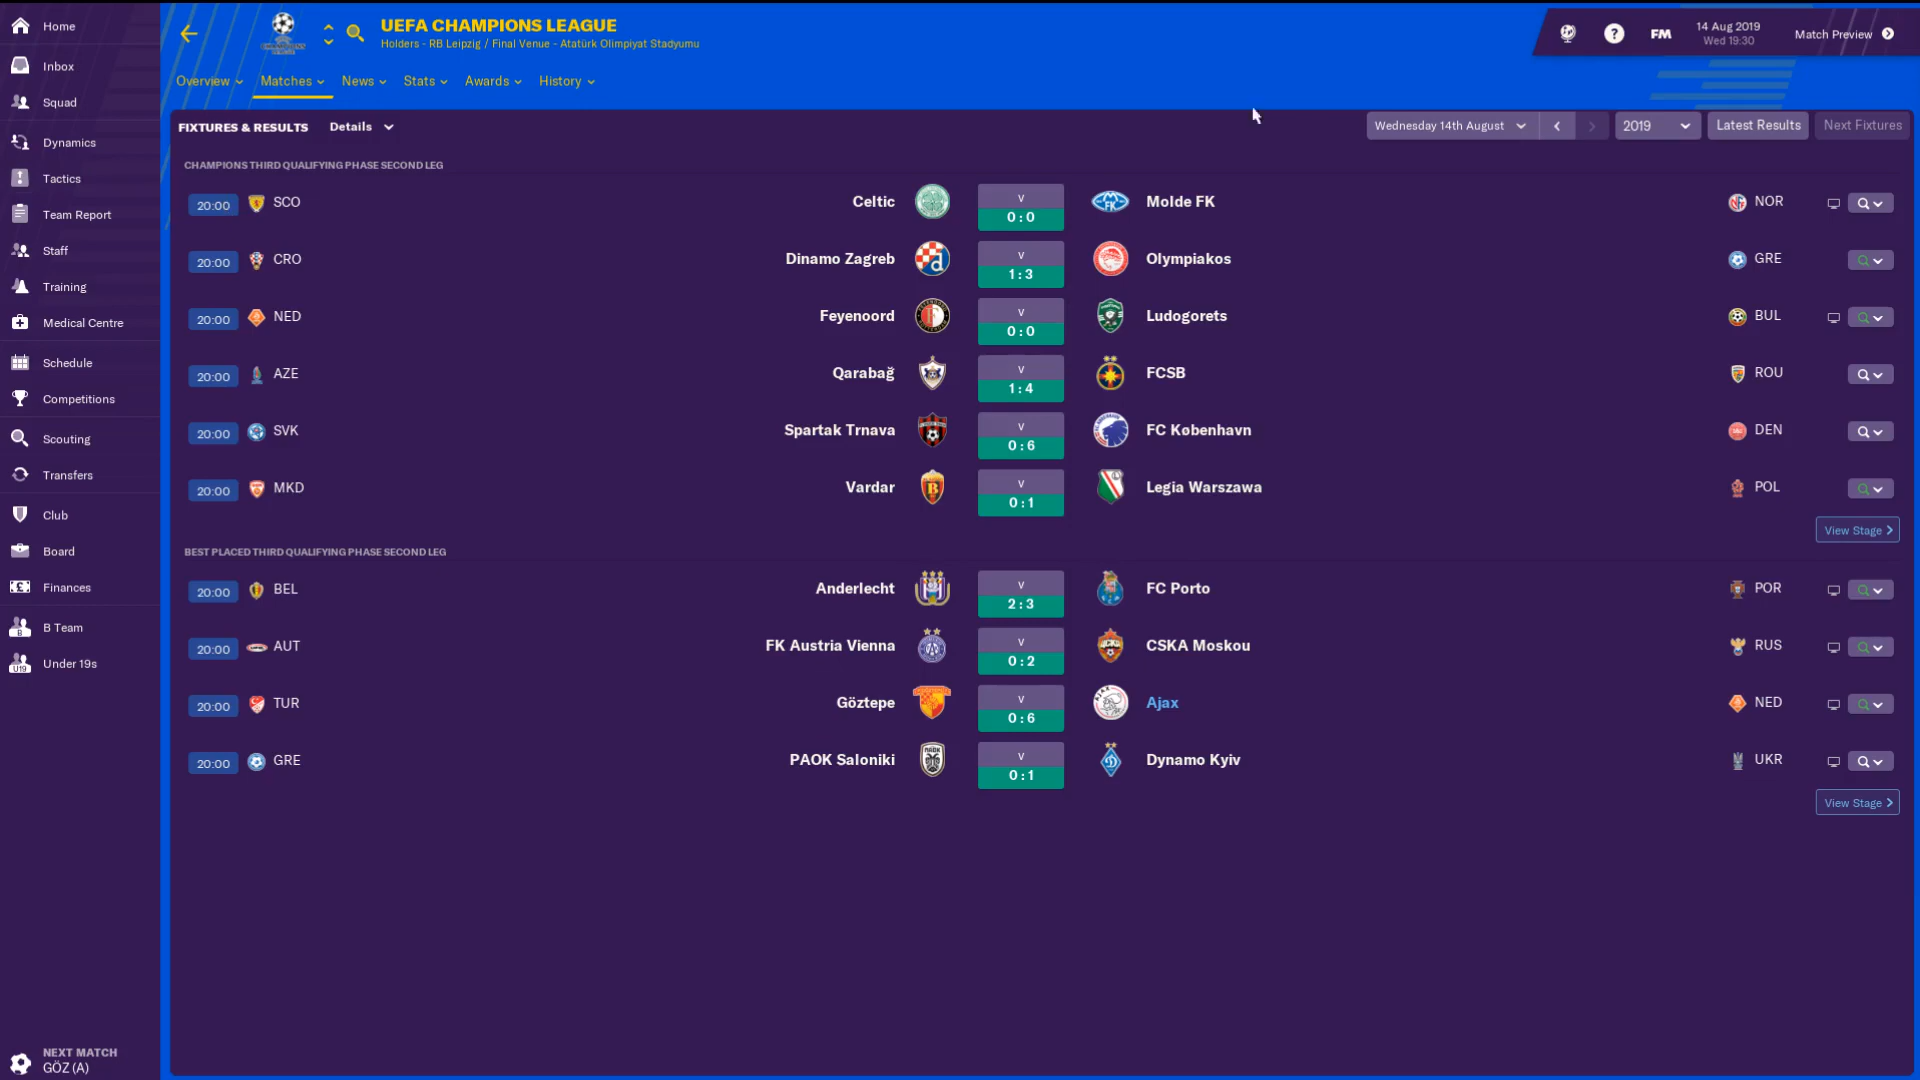 Home
Inbox
Squad
Dynamics
Tactics
Team Report
Staff
Training
Medical Centre
Schedule
Competitions
Scouting
Transfers
Club
Board
Finances
B Team
Under 19s
NEXT MATCH
GÖZ (A)
UEFA CHAMPIONS LEAGUE
Holders - RB Leipzig / Final Venue - Atatürk Olimpiyat Stadyumu
FM
14 Aug 2019
Wed 19:30
Match Preview
Overview Matches News Stats Awards History
FIXTURES & RESULTS Details
Wednesday 14th August 2019 Latest Results Next Fixtures
CHAMPIONS THIRD QUALIFYING PHASE SECOND LEG
20:00 SCO Celtic v 0 : 0 Molde FK NOR
20:00 CRO Dinamo Zagreb v 1 : 3 Olympiakos GRE
20:00 NED Feyenoord v 0 : 0 Ludogorets BUL
20:00 AZE Qarabağ v 1 : 4 FCSB ROU
20:00 SVK Spartak Trnava v 0 : 6 FC København DEN
20:00 MKD Vardar v 0 : 1 Legia Warszawa POL
View Stage
BEST PLACED THIRD QUALIFYING PHASE SECOND LEG
20:00 BEL Anderlecht v 2 : 3 FC Porto POR
20:00 AUT FK Austria Vienna v 0 : 2 CSKA Moskou RUS
20:00 TUR Göztepe v 0 : 6 Ajax NED
20:00 GRE PAOK Saloniki v 0 : 1 Dynamo Kyiv UKR
View Stage